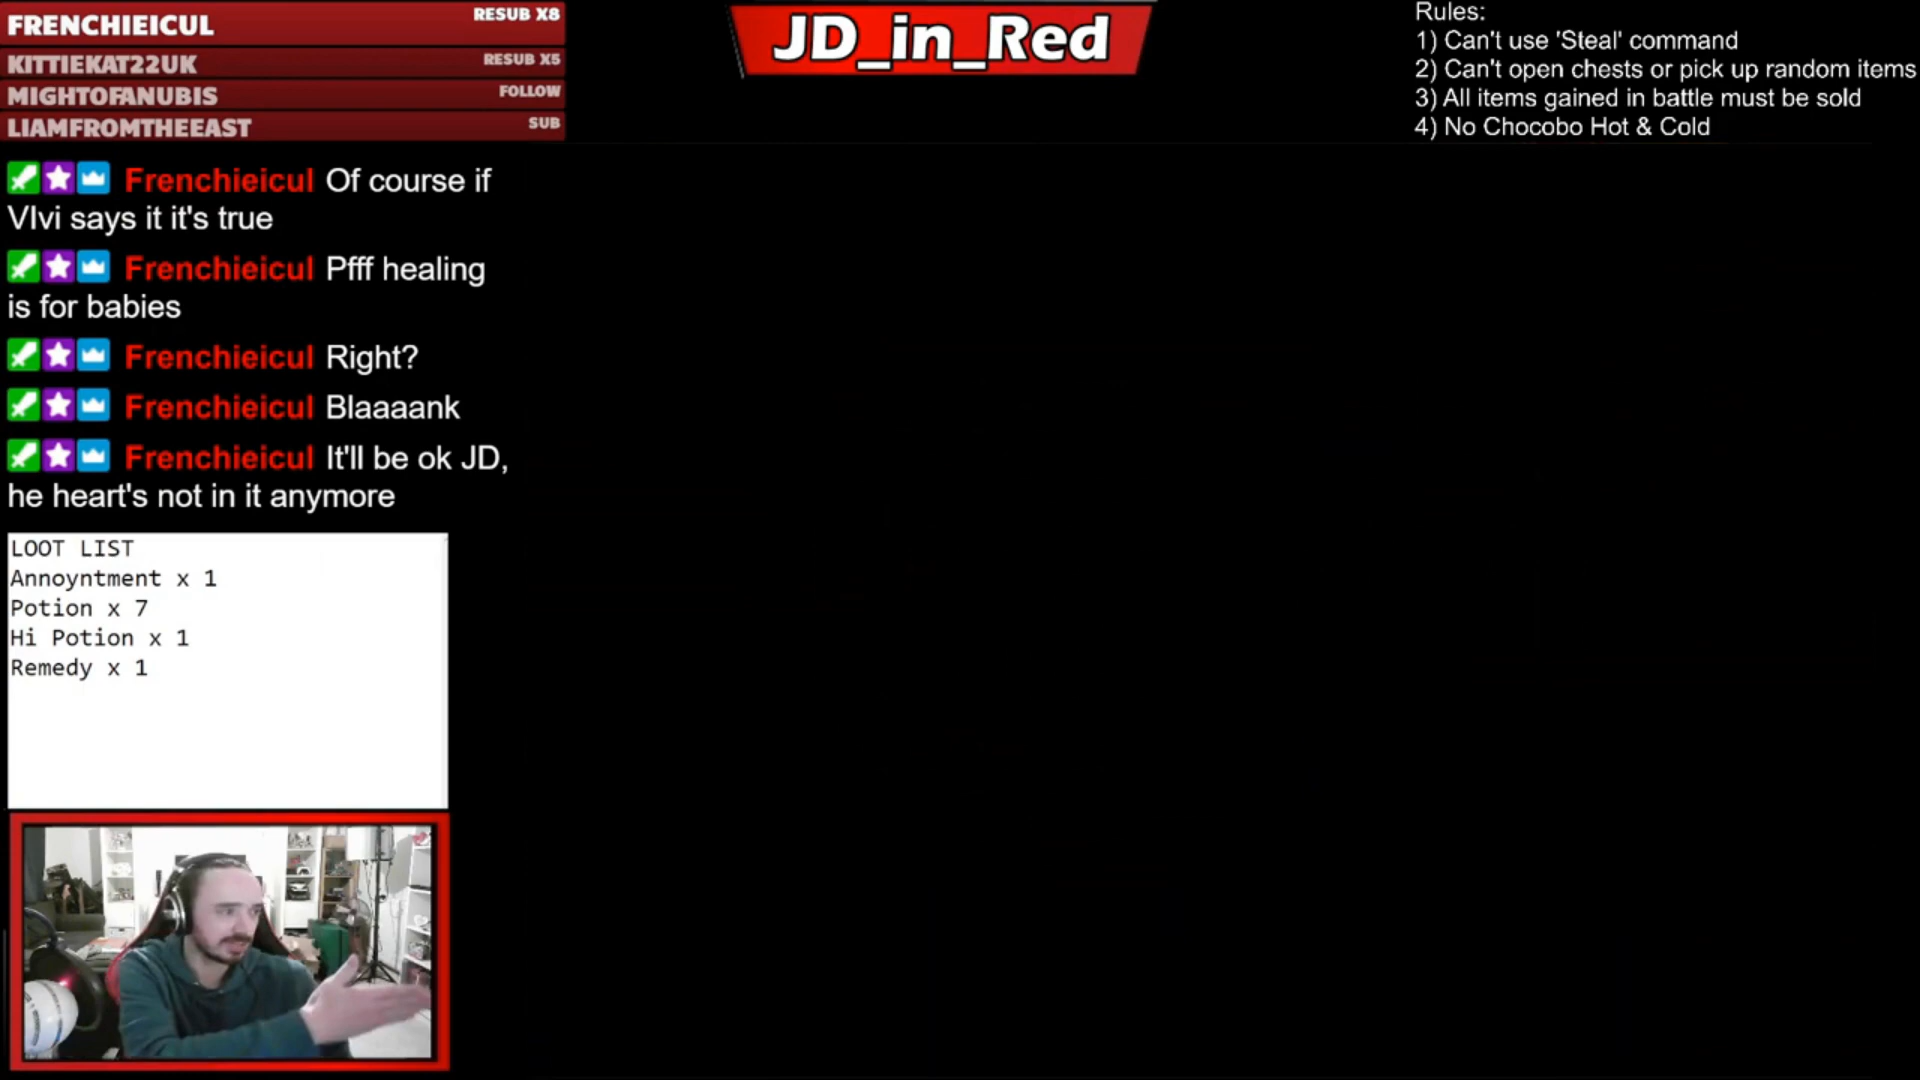 FRENCHIEICUL RESUB X8
KITTIEKAT22UK RESUB X5
MIGHTOFANUBIS FOLLOW
LIAMFROMTHEEAST SUB
JD_in_Red
Rules:
1) Can't use 'Steal' command
2) Can't open chests or pick up random items
3) All items gained in battle must be sold
4) No Chocobo Hot & Cold
Frenchieicul Of course if
VIvi says it it's true
Frenchieicul Pfff healing
is for babies
Frenchieicul Right?
Frenchieicul Blaaaank
Frenchieicul It'll be ok JD,
he heart's not in it anymore
LOOT LIST
Annoyntment x 1
Potion x 7
Hi Potion x 1
Remedy x 1